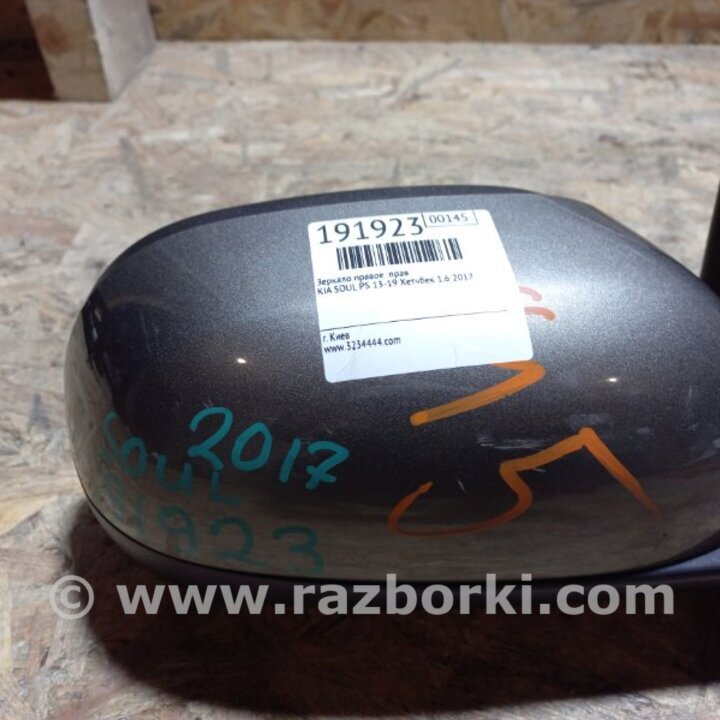 191923 00145
Зеркало правое прав
KIA SOUL PS 13-19 Хетчбек 1.6 2017
г. Киев
www.3234444.com
2017
SOUL
191923
© www.razborki.com